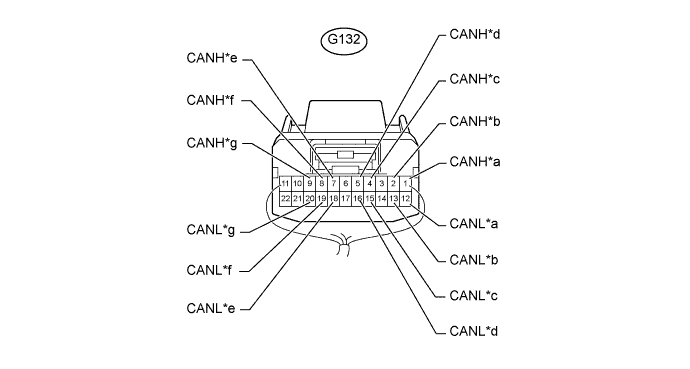 G132
CANH*e
CANH*f
CANH*g
CANH*d
CANH*c
CANH*b
CANH*a
11 10 9 8 7 6 5 4 3 2 1
22 21 20 19 18 17 16 15 14 13 12
CANL*g
CANL*f
CANL*e
CANL*a
CANL*b
CANL*c
CANL*d